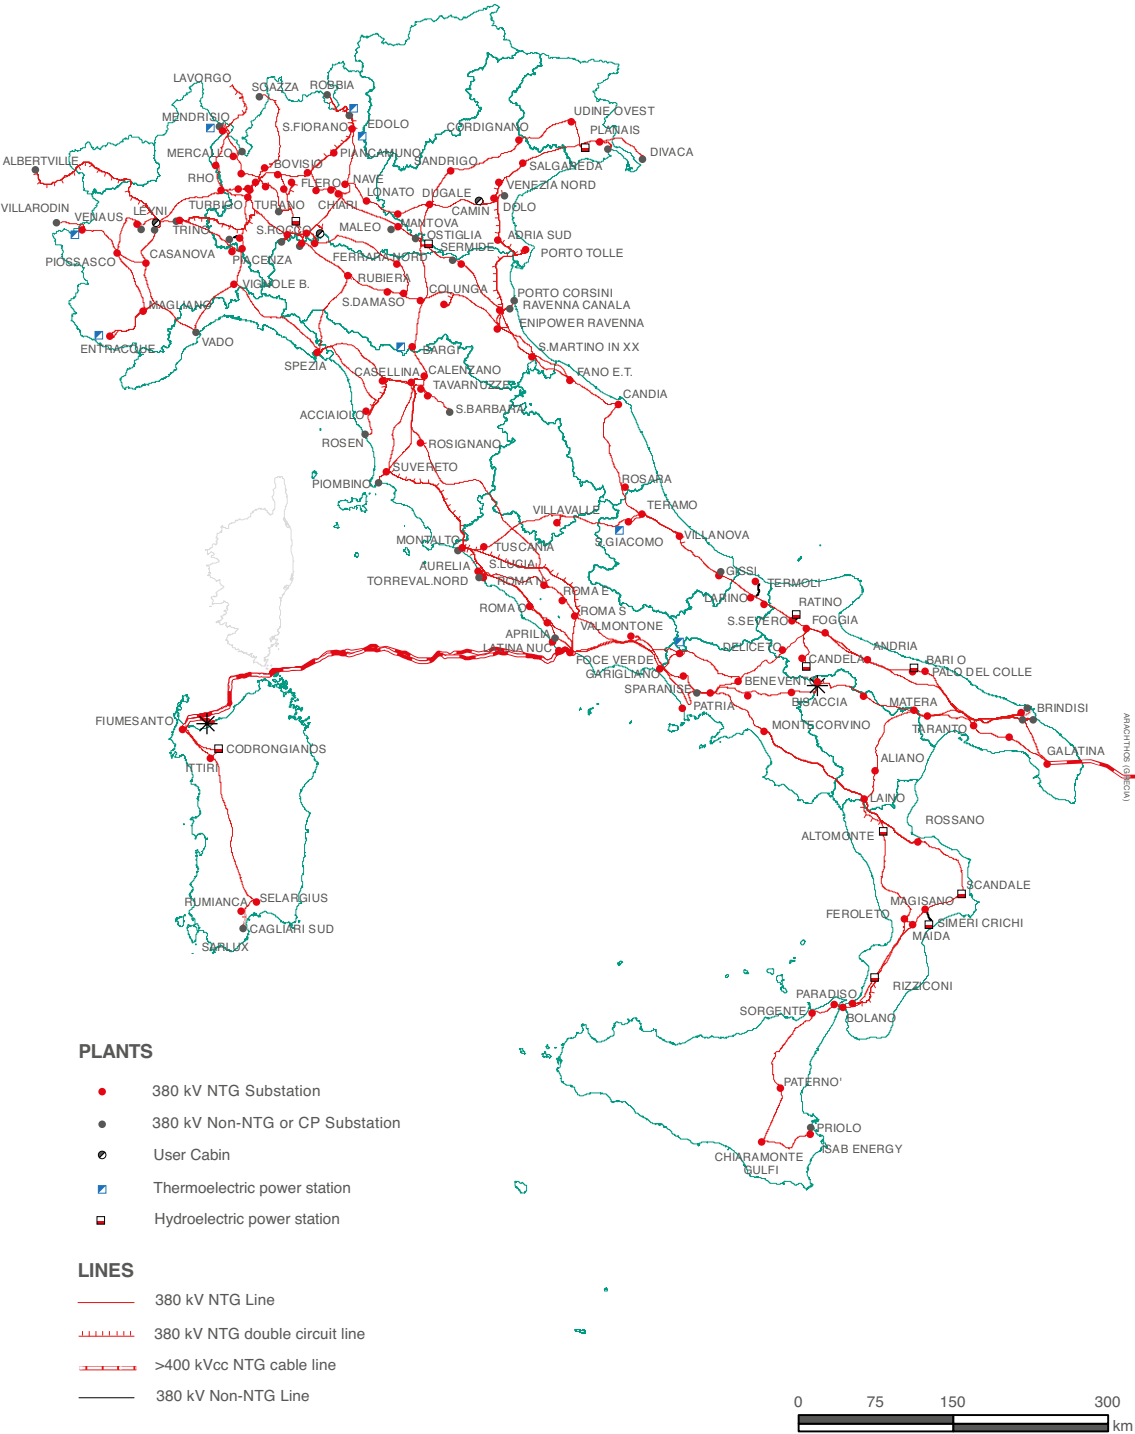 LAVORGO
SOAZZA
ROBBIA
MENDRISIO
S.FIORANO
EDOLO
CORDIGNANO
UDINE OVEST
PLANAIS
DIVACA
ALBERTVILLE
MERCALLO
BOVISIO
PIANCAMUNO
SANDRIGO
SALGAREDA
RHO
FLERO
NAVE
VENEZIA NORD
VILLARODIN
VENAUS
LEYNI
TURBIGO
TURANO
CHIARI
LONATO
DUGALE
CAMIN
DOLO
TRINO
S.ROCCO
MALEO
MANTOVA
OSTIGLIA
SERMIDE
ADRIA SUD
PORTO TOLLE
PIOSSASCO
CASANOVA
PIACENZA
FERRARA NORD
RUBIERA
VIGNOLE B.
S.DAMASO
COLUNGA
PORTO CORSINI
RAVENNA CANALA
MAGLIANO
ENIPOWER RAVENNA
ENTRACQUE
VADO
BARGI
S.MARTINO IN XX
SPEZIA
CASELLINA
CALENZANO
FANO E.T.
TAVARNUZZE
ACCIAIOLO
S.BARBARA
CANDIA
ROSEN
ROSIGNANO
SUVERETO
PIOMBINO
ROSARA
VILLAVALLE
TERAMO
MONTALTO
TUSCANIA
S.GIACOMO
VILLANOVA
AURELIA
S.LUCIA
TORREVAL.NORD
ROMA N
GISSI
TERMOLI
ROMA E
LARINO
RATINO
ROMA O
ROMA S
S.SEVERO
FOGGIA
APRILIA
VALMONTONE
LATINA NUC
DELICETO
ANDRIA
FOCE VERDE
CANDELA
BARI O
GARIGLIANO
PALO DEL COLLE
SPARANISE
BENEVENT
PATRIA
BISACCIA
MATERA
BRINDISI
FIUMESANTO
MONTECORVINO
TARANTO
ARACHTHOS (GRECIA)
CODRONGIANOS
GALATINA
ITTIRI
ALIANO
LAINO
ROSSANO
ALTOMONTE
SCANDALE
RUMIANCA
SELARGIUS
MAGISANO
FEROLETO
SIMERI CRICHI
CAGLIARI SUD
MAIDA
SARLUX
RIZZICONI
PARADISO
SORGENTE
BOLANO
PATERNO'
PRIOLO
ISAB ENERGY
CHIARAMONTE
GULFI
PLANTS
380 kV NTG Substation
380 kV Non-NTG or CP Substation
User Cabin
Thermoelectric power station
Hydroelectric power station
LINES
380 kV NTG Line
380 kV NTG double circuit line
>400 kVcc NTG cable line
380 kV Non-NTG Line
0 75 150 300
km